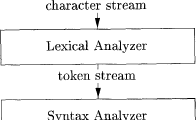 character stream
Lexical Analyzer
token stream
Syntax Analyzer